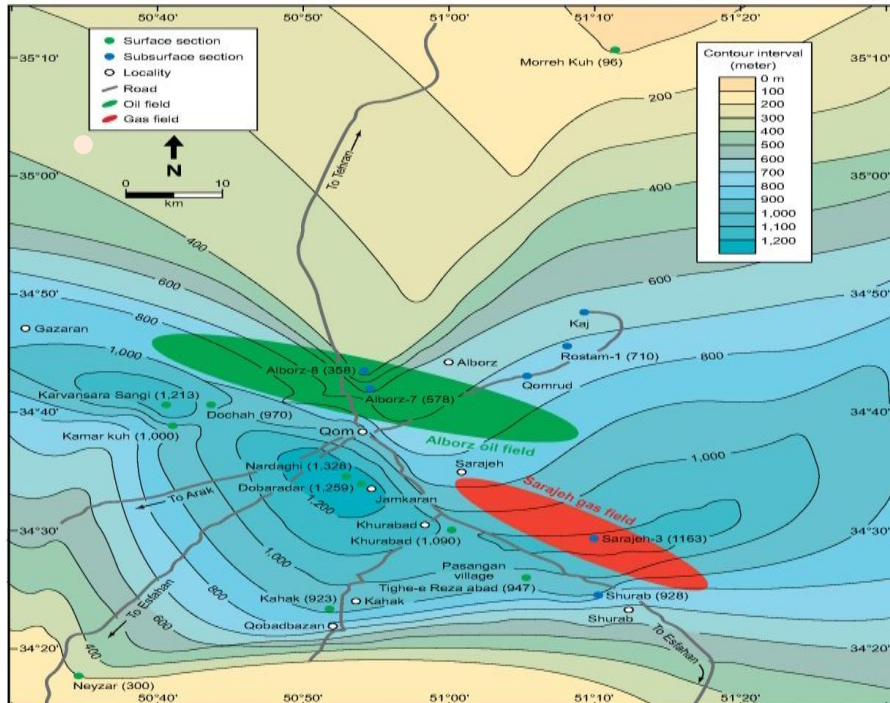 50°40' 50°50' 51°00' 51°10' 51°20'
35°10' 35°10'
Surface section
Subsurface section
Locality
Road
Oil field
Gas field
N
0 10
km
Morreh Kuh (96)
Contour interval
(meter)
0 m
100
200
300
400
500
600
700
800
900
1,000
1,100
1,200
200
To Tehran
35°00' 35°00'
400
400
600
600
34°50' 34°50'
800
Gazaran
Kaj
1,000
Alborz
Rostam-1 (710)
800
Alborz-8 (358)
Qomrud
Karvansara Sangi (1,213)
Alborz-7 (578)
34°40' 34°40'
Dochah (970)
Kamar kuh (1,000)
Qom
Alborz oil field
Nardaghi (1,328)
Sarajeh
1,000
Dobaradar (1,259)
Jamkaran
Sarajeh gas field
To Arak
1,200
34°30' 34°30'
Khurabad
Khurabad (1,090)
Sarajeh-3 (1163)
1,000
Pasangan
village
Tighe-e Reza abad (947)
800
Kahak (923)
Kahak
Shurab (928)
To Esfahan
600
Qobadbazan
Shurab
To Esfahan
34°20' 34°20'
400
Neyzar (300)
50°40' 50°50' 51°00' 51°10' 51°20'